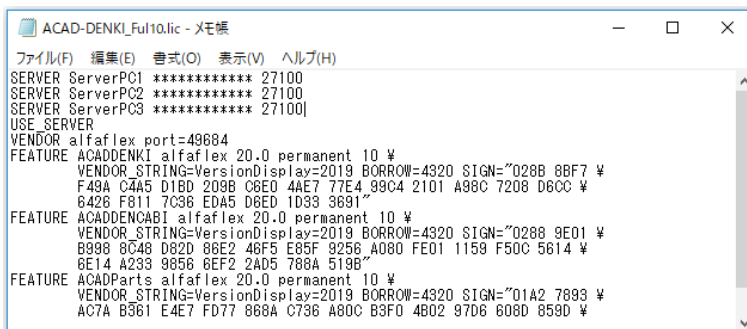 ACAD-DENKI_Ful10.lic - メモ帳
ファイル(F) 編集(E) 書式(O) 表示(V) ヘルプ(H)
SERVER ServerPC1 ************ 27100
SERVER ServerPC2 ************ 27100
SERVER ServerPC3 ************ 27100
USE_SERVER
VENDOR alfaflex port=49684
FEATURE ACADDENKI alfaflex 20.0 permanent 10 ¥
VENDOR_STRING=VersionDisplay=2019 BORROW=4320 SIGN="028B 8BF7 ¥
F49A C4A5 D1BD 209B C6E0 4AE7 77E4 99C4 2101 A98C 7208 D6CC ¥
6426 F811 7C36 EDA5 D6ED 1D33 3691"
FEATURE ACADDENCABI alfaflex 20.0 permanent 10 ¥
VENDOR_STRING=VersionDisplay=2019 BORROW=4320 SIGN="0288 9E01 ¥
B998 8C48 D82D 86E2 46F5 E85F 9256 A080 FE01 1159 F50C 5614 ¥
6E14 A233 9856 6EF2 2AD5 788A 519B"
FEATURE ACADParts alfaflex 20.0 permanent 10 ¥
VENDOR_STRING=VersionDisplay=2019 BORROW=4320 SIGN="01A2 7893 ¥
AC7A B361 E4E7 FD77 868A C736 A80C B3F0 4B02 97D6 608D 859D ¥